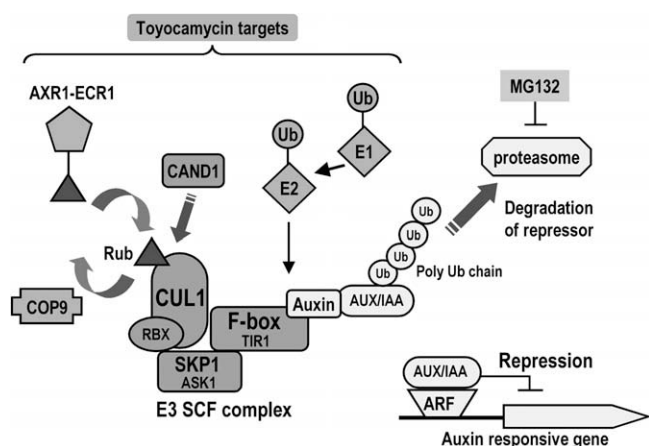 Toyocamycin targets
AXR1-ECR1
MG132
Ub
Ub
E1
proteasome
CAND1
E2
Degradation
of repressor
Ub
Ub
Ub
Ub
Poly Ub chain
Rub
CUL1
COP9
Auxin
AUX/IAA
F-box
TIR1
RBX
SKP1
ASK1
E3 SCF complex
AUX/IAA
Repression
ARF
Auxin responsive gene